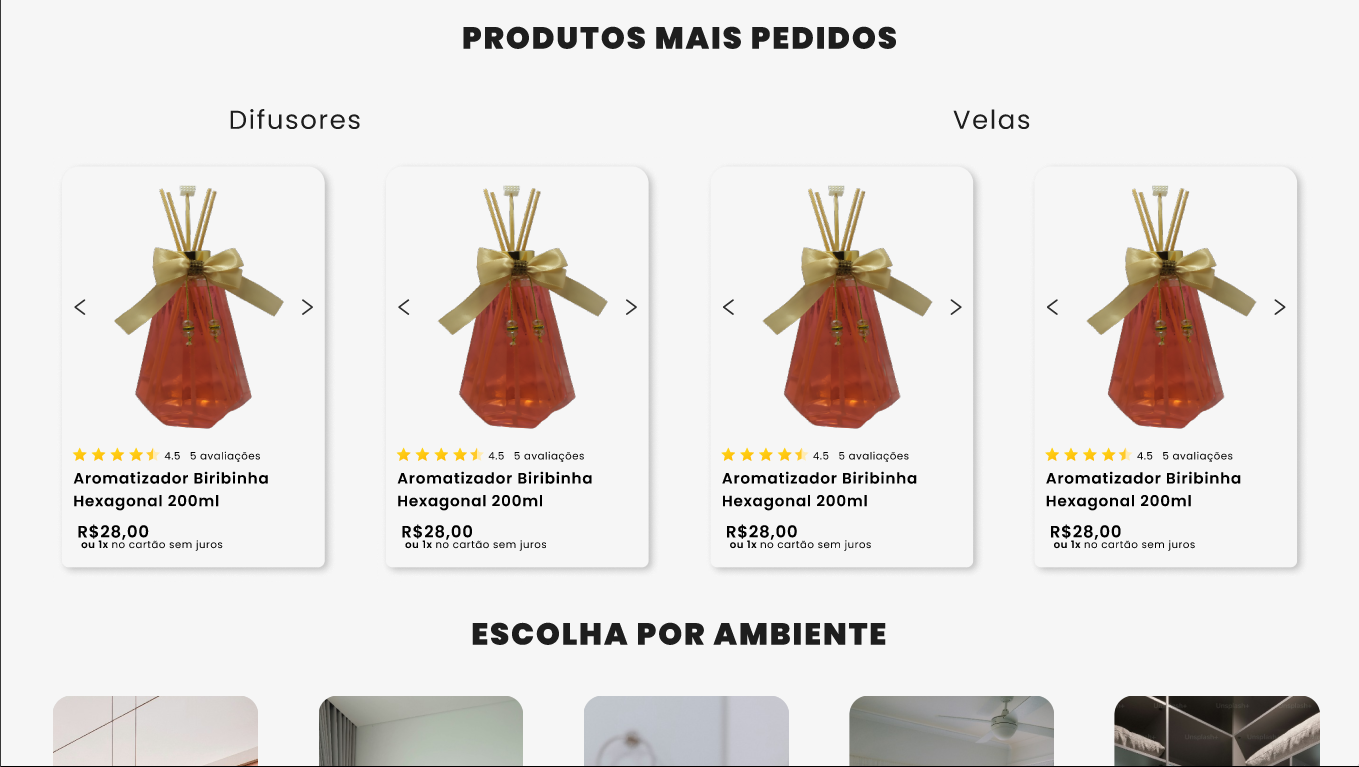 PRODUTOS MAIS PEDIDOS
Difusores
Velas
4.5 5 avaliações
Aromatizador Biribinha
Hexagonal 200ml
R$28,00
ou 1x no cartão sem juros
4.5 5 avaliações
Aromatizador Biribinha
Hexagonal 200ml
R$28,00
ou 1x no cartão sem juros
4.5 5 avaliações
Aromatizador Biribinha
Hexagonal 200ml
R$28,00
ou 1x no cartão sem juros
4.5 5 avaliações
Aromatizador Biribinha
Hexagonal 200ml
R$28,00
ou 1x no cartão sem juros
ESCOLHA POR AMBIENTE